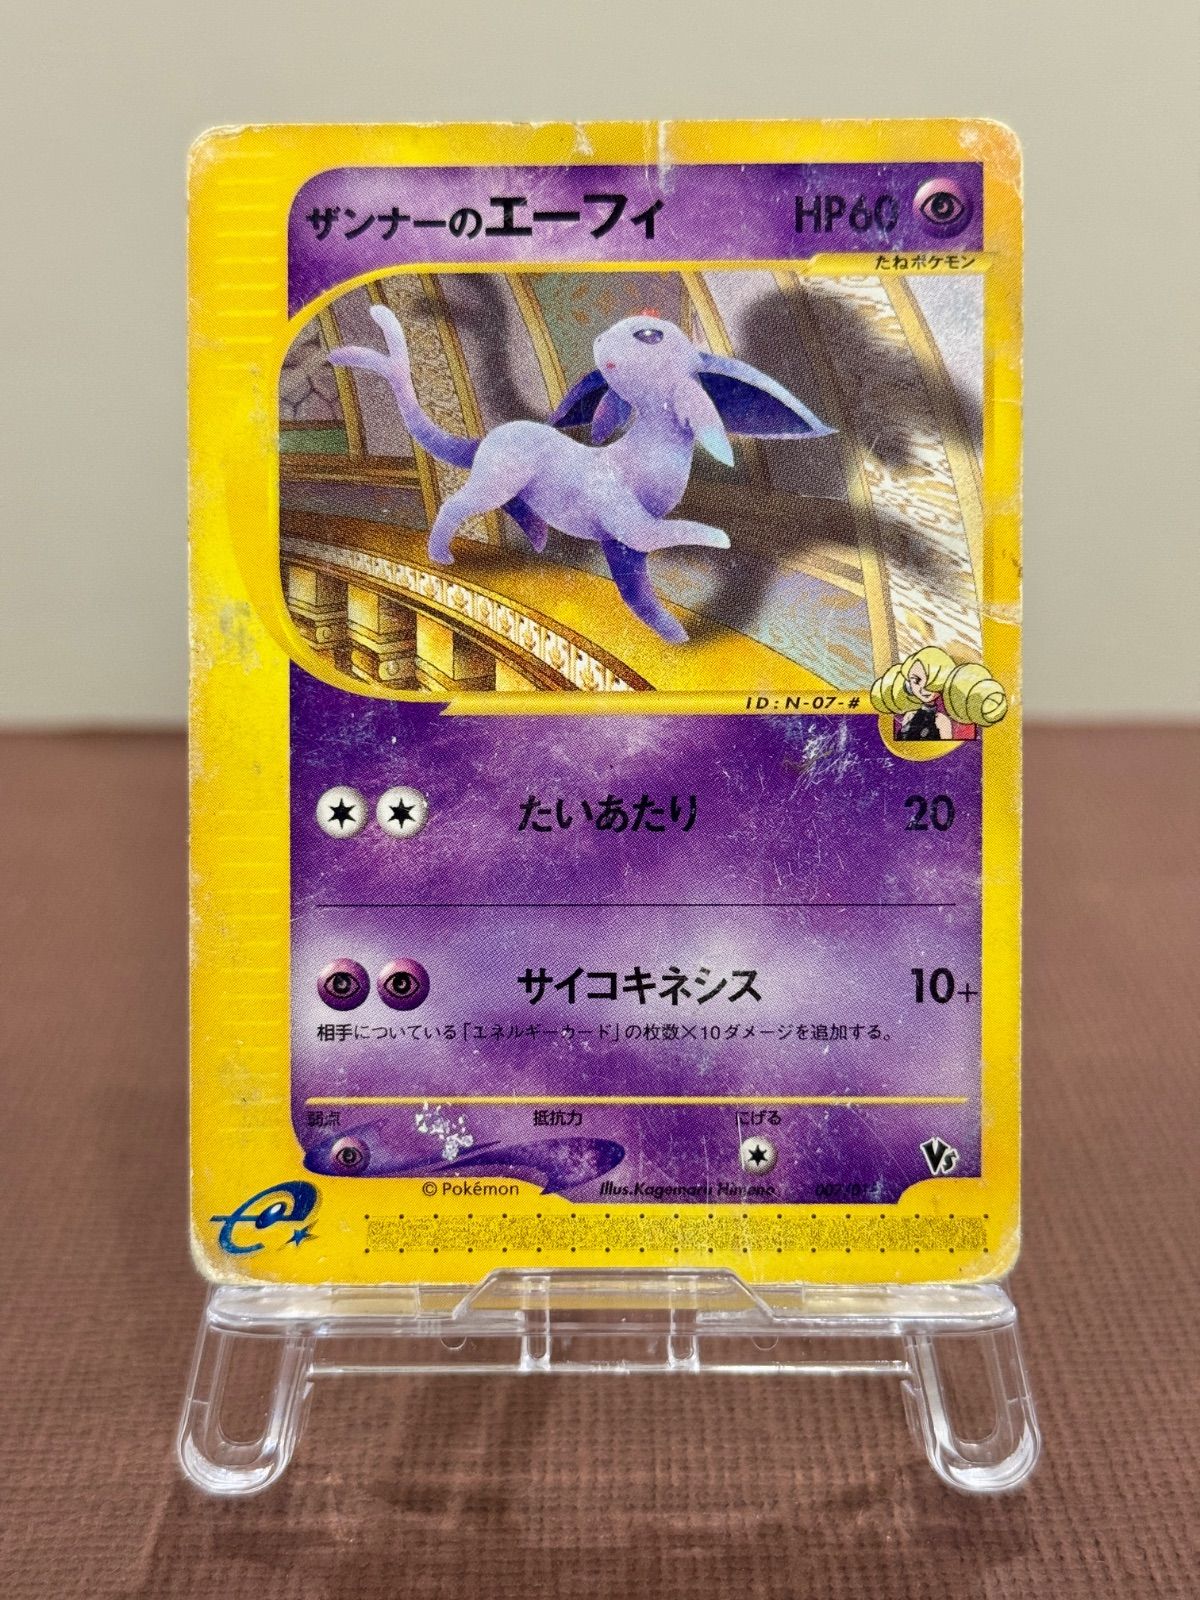 ザンナーのエーフィ HP60
たねポケモン
ID:N-07-#
たいあたり 20
サイコキネシス 10+
相手についている「エネルギーカード」の枚数×10ダメージを追加する。
弱点 抵抗力 にげる
VS
© Pokémon Illus.Kagemaru Himeno
e